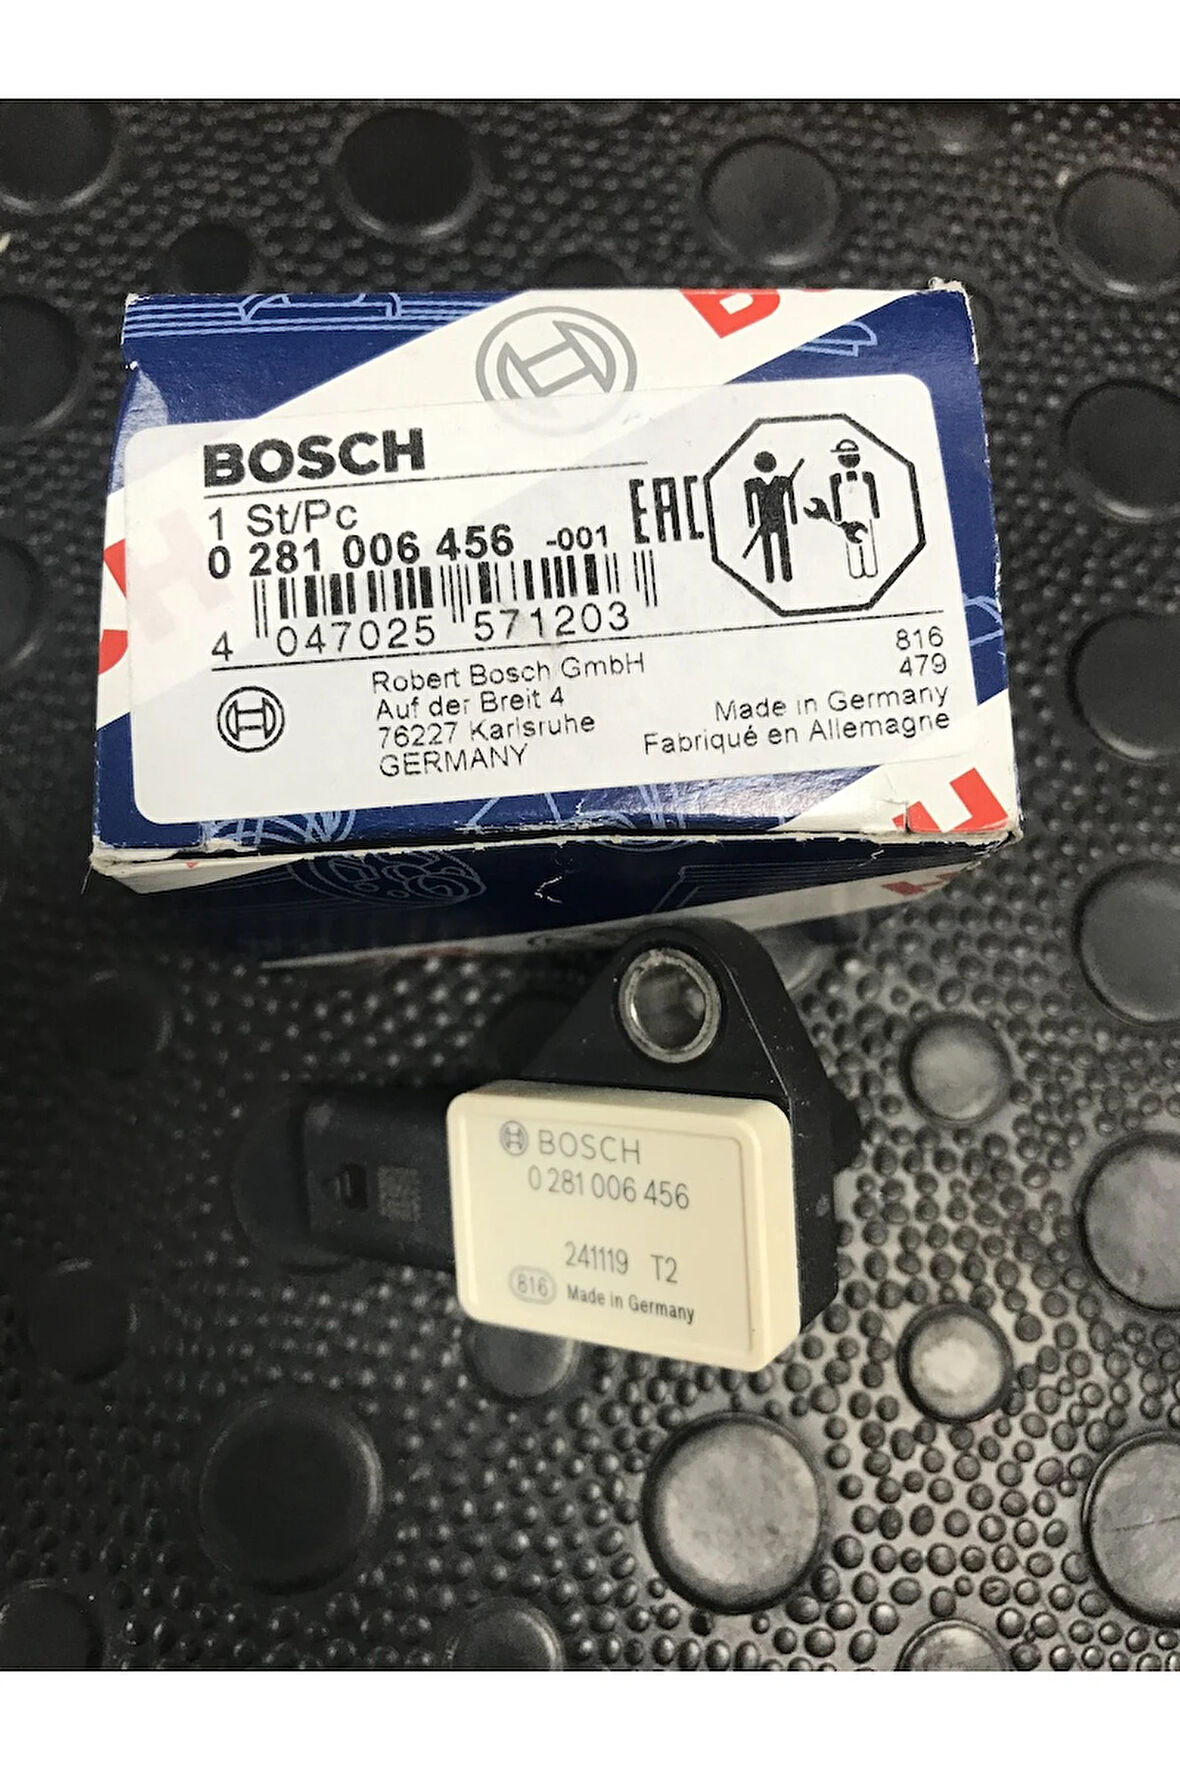 BOSCH
1 St/Pc
0 281 006 456 -001
EAC
4 047025 571203
816
479
Robert Bosch GmbH
Auf der Breit 4
76227 Karlsruhe
GERMANY
Made in Germany
Fabriqué en Allemagne
BOSCH
0 281 006 456
241119 T2
816 Made in Germany